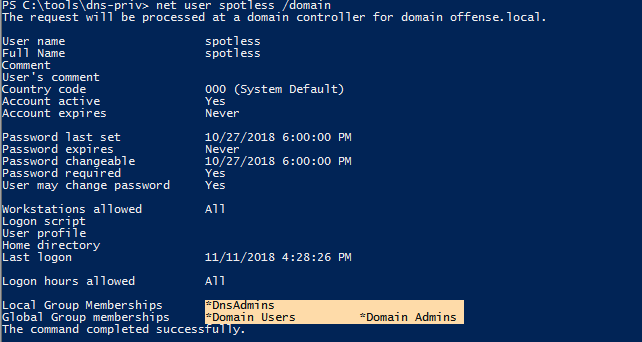 PS C:\tools\dns-priv> net user spotless /domain
The request will be processed at a domain controller for domain offense.local.
User name spotless
Full Name spotless
Comment
User's comment
Country code 000 (System Default)
Account active Yes
Account expires Never
Password last set 10/27/2018 6:00:00 PM
Password expires Never
Password changeable 10/27/2018 6:00:00 PM
Password required Yes
User may change password Yes
Workstations allowed All
Logon script
User profile
Home directory
Last logon 11/11/2018 4:28:26 PM
Logon hours allowed All
Local Group Memberships *DnsAdmins
Global Group memberships *Domain Users *Domain Admins
The command completed successfully.